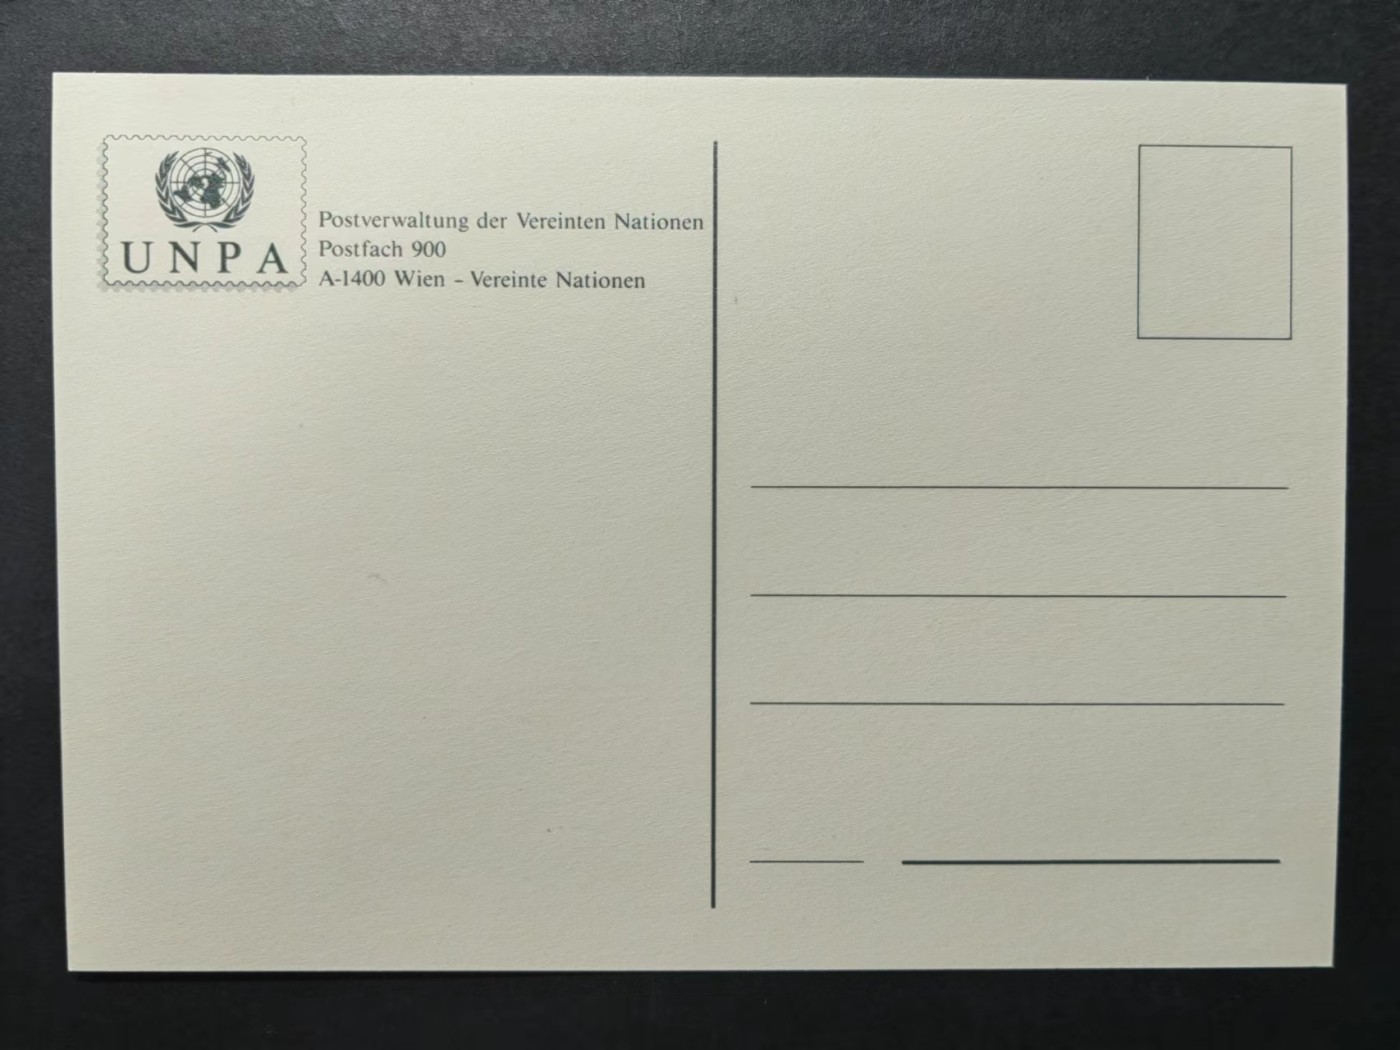 UNPA
Postverwaltung der Vereinten Nationen
Postfach 900
A-1400 Wien – Vereinte Nationen